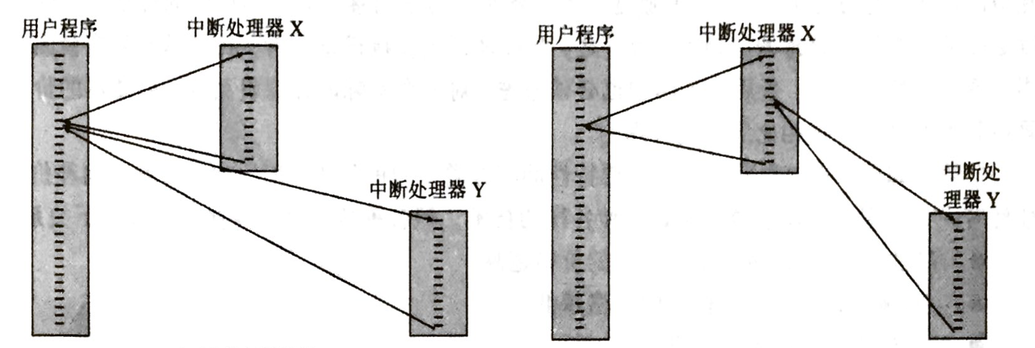 用户程序
中断处理器 X
中断处理器 Y
用户程序
中断处理器 X
中断处
理器 Y